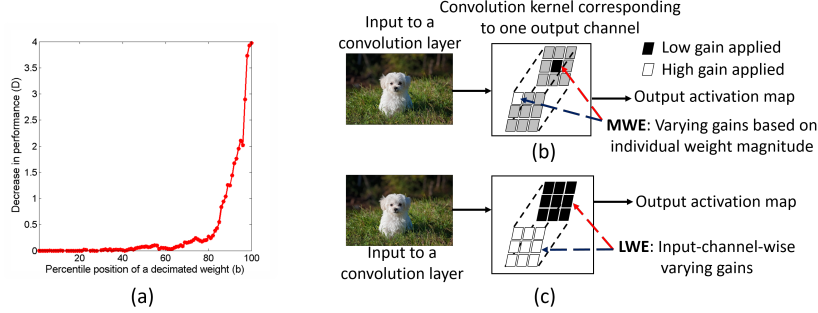 Decrease in performance (D)
4
3.5
3
2.5
2
1.5
1
0.5
0
0 20 40 60 80 100
Percentile position of a decimated weight (b)
(a)
Input to a
convolution layer
Convolution kernel corresponding
to one output channel
Low gain applied
High gain applied
Output activation map
MWE: Varying gains based on
individual weight magnitude
(b)
Input to a
convolution layer
Output activation map
LWE: Input-channel-wise
varying gains
(c)